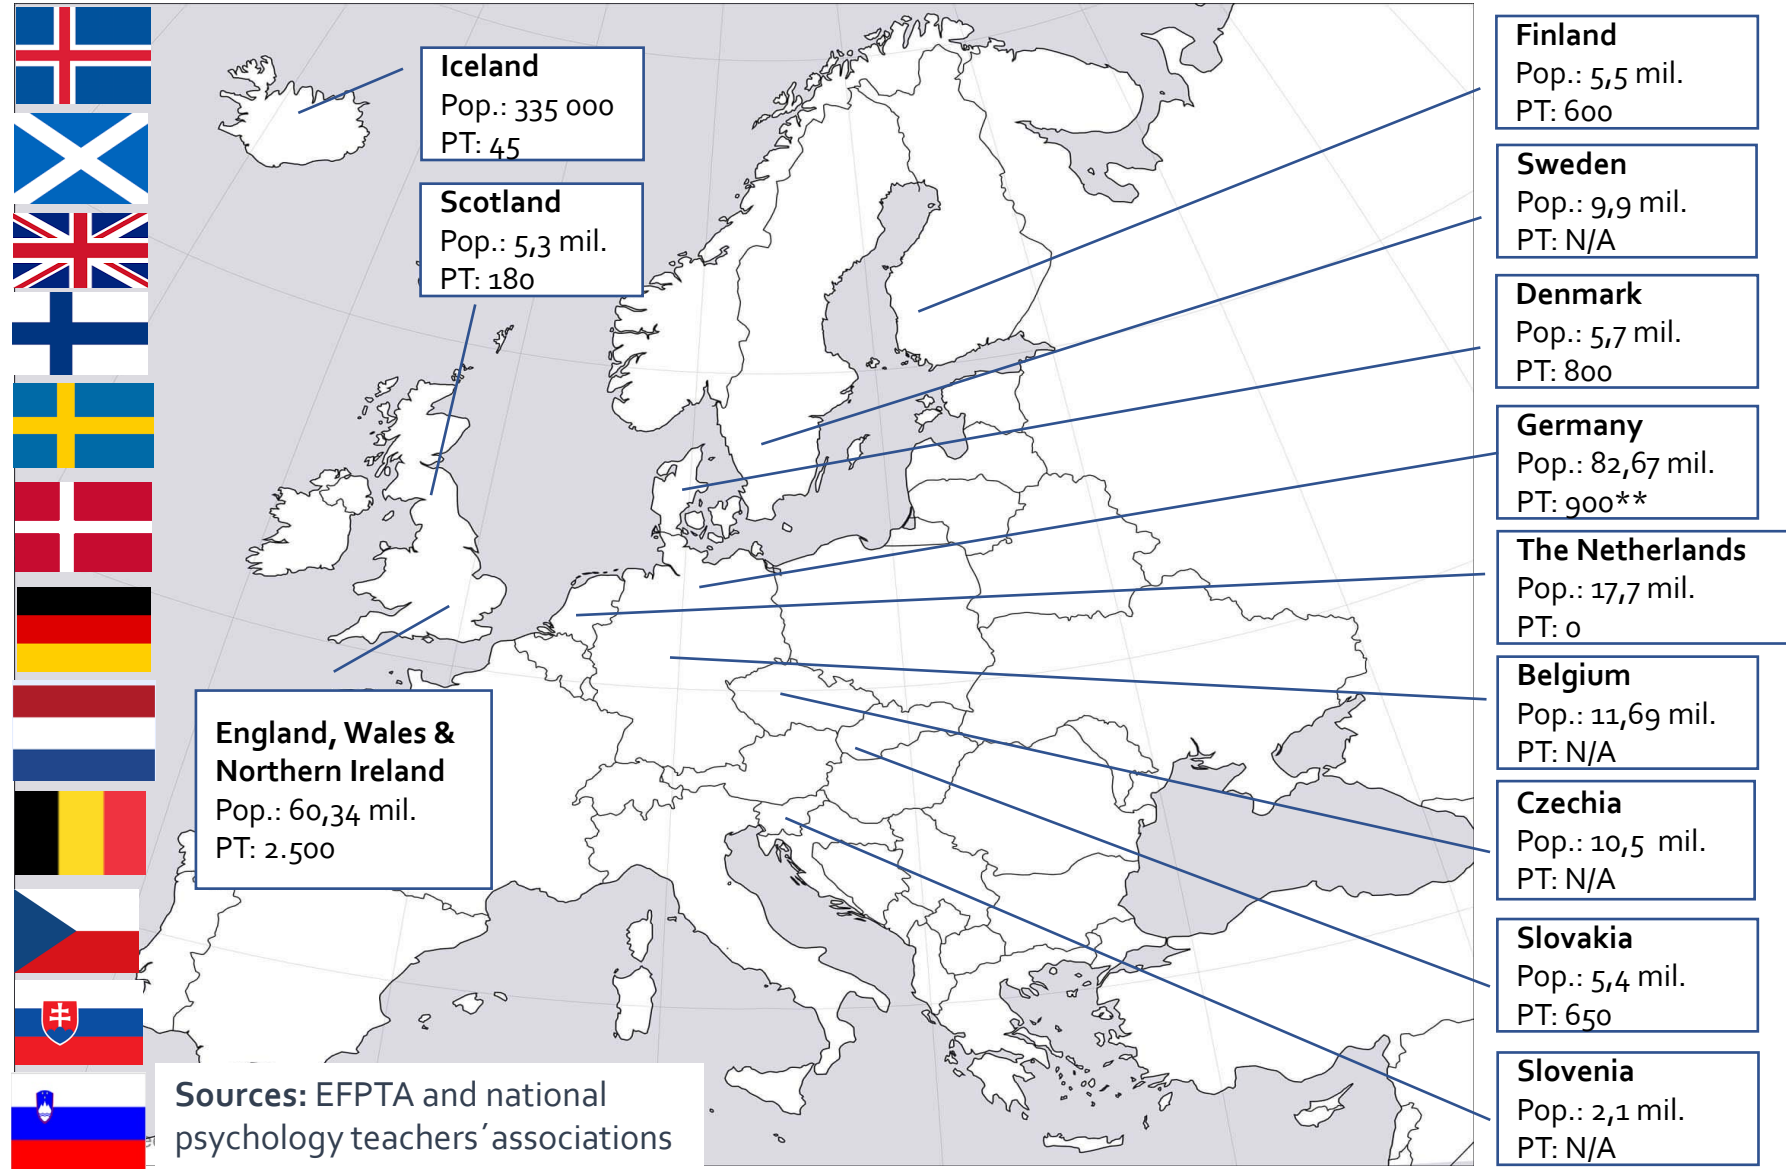 Iceland
Pop.: 335 000
PT: 45
Scotland
Pop.: 5,3 mil.
PT: 180
England, Wales &
Northern Ireland
Pop.: 60,34 mil.
PT: 2.500
Finland
Pop.: 5,5 mil.
PT: 600
Sweden
Pop.: 9,9 mil.
PT: N/A
Denmark
Pop.: 5,7 mil.
PT: 800
Germany
Pop.: 82,67 mil.
PT: 900**
The Netherlands
Pop.: 17,7 mil.
PT: 0
Belgium
Pop.: 11,69 mil.
PT: N/A
Czechia
Pop.: 10,5 mil.
PT: N/A
Slovakia
Pop.: 5,4 mil.
PT: 650
Slovenia
Pop.: 2,1 mil.
PT: N/A
Sources: EFPTA and national
psychology teachers´associations